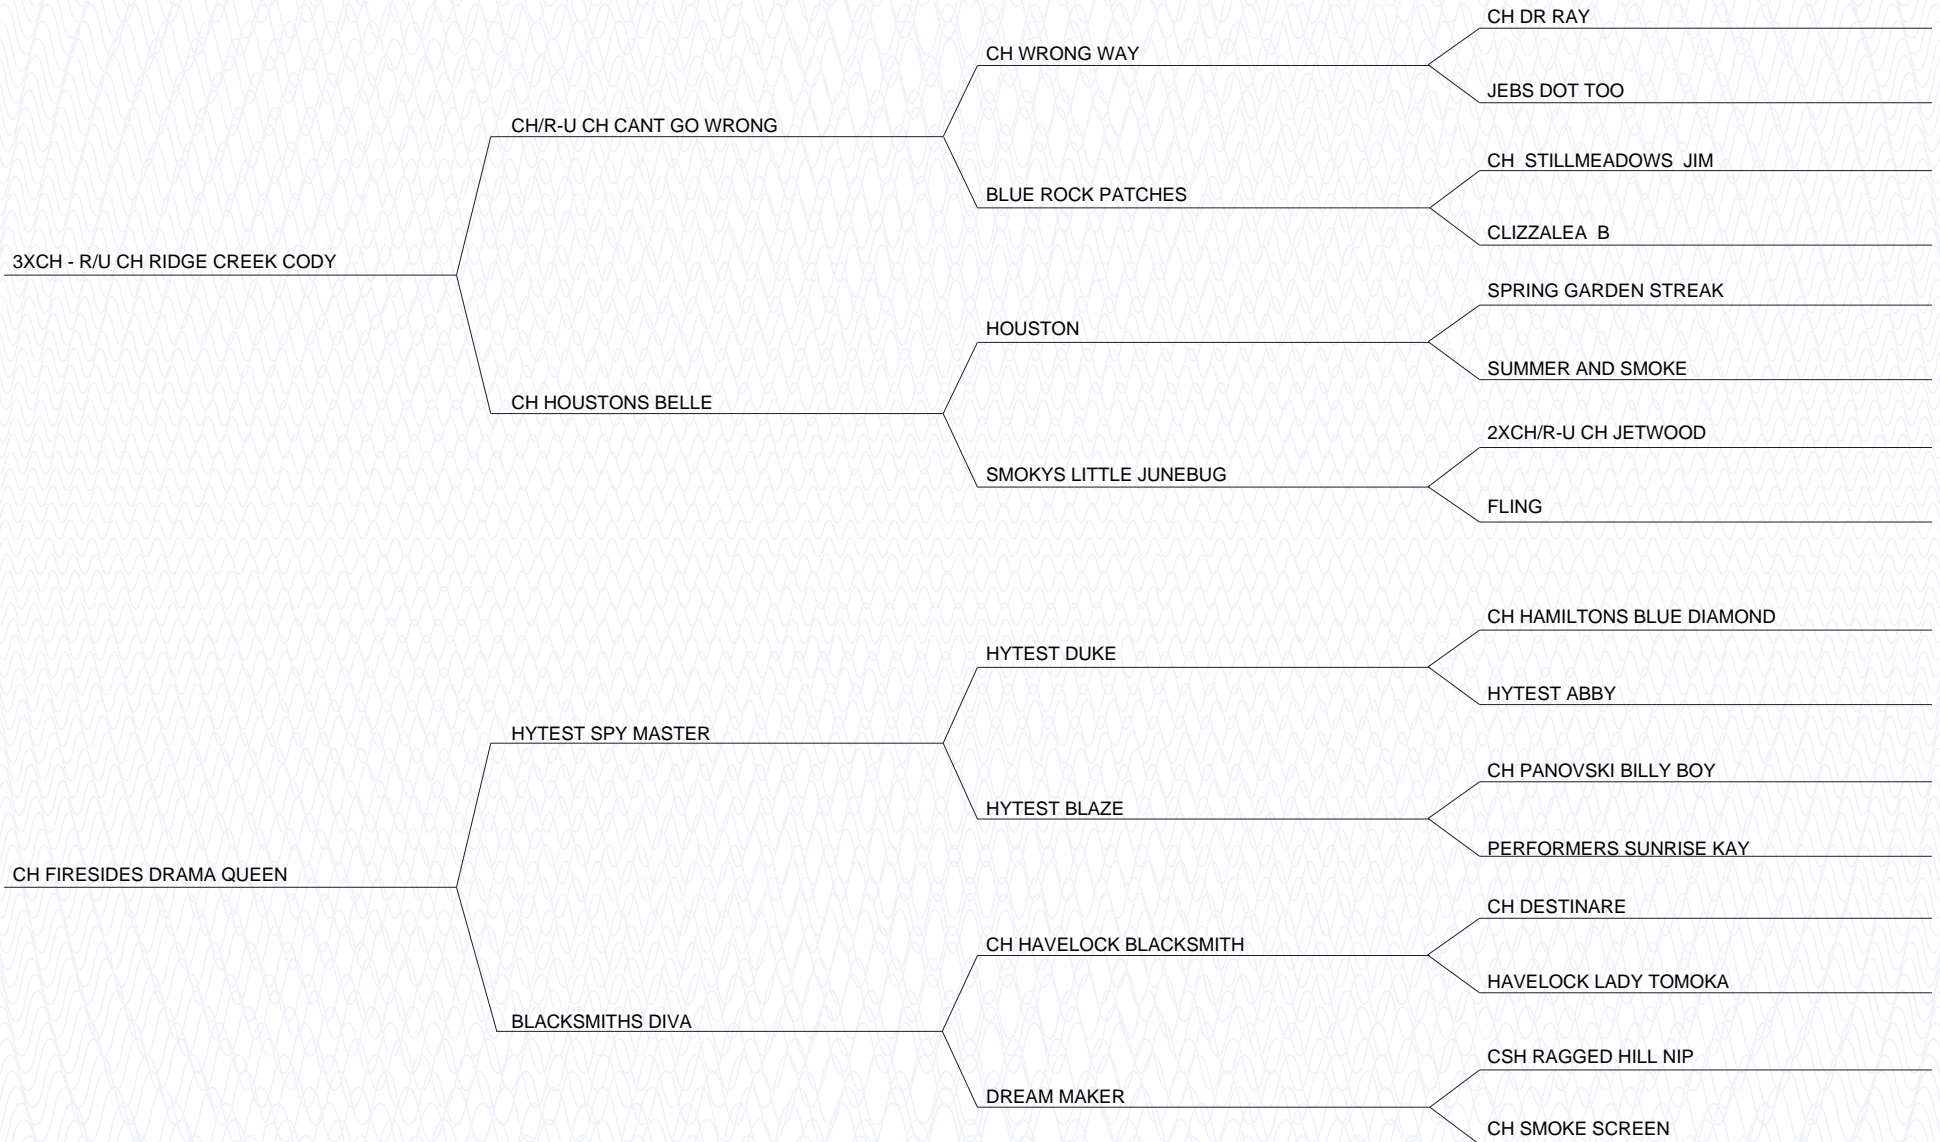 CH DR RAY
CH WRONG WAY
JEBS DOT TOO
CH/R-U CH CANT GO WRONG
CH  STILLMEADOWS  JIM
BLUE ROCK PATCHES
CLIZZALEA  B
3XCH - R/U CH RIDGE CREEK CODY
SPRING GARDEN STREAK
HOUSTON
SUMMER AND SMOKE
CH HOUSTONS BELLE
2XCH/R-U CH JETWOOD
SMOKYS LITTLE JUNEBUG
FLING
CH HAMILTONS BLUE DIAMOND
HYTEST DUKE
HYTEST ABBY
HYTEST SPY MASTER
CH PANOVSKI BILLY BOY
HYTEST BLAZE
PERFORMERS SUNRISE KAY
CH FIRESIDES DRAMA QUEEN
CH DESTINARE
CH HAVELOCK BLACKSMITH
HAVELOCK LADY TOMOKA
BLACKSMITHS DIVA
CSH RAGGED HILL NIP
DREAM MAKER
CH SMOKE SCREEN